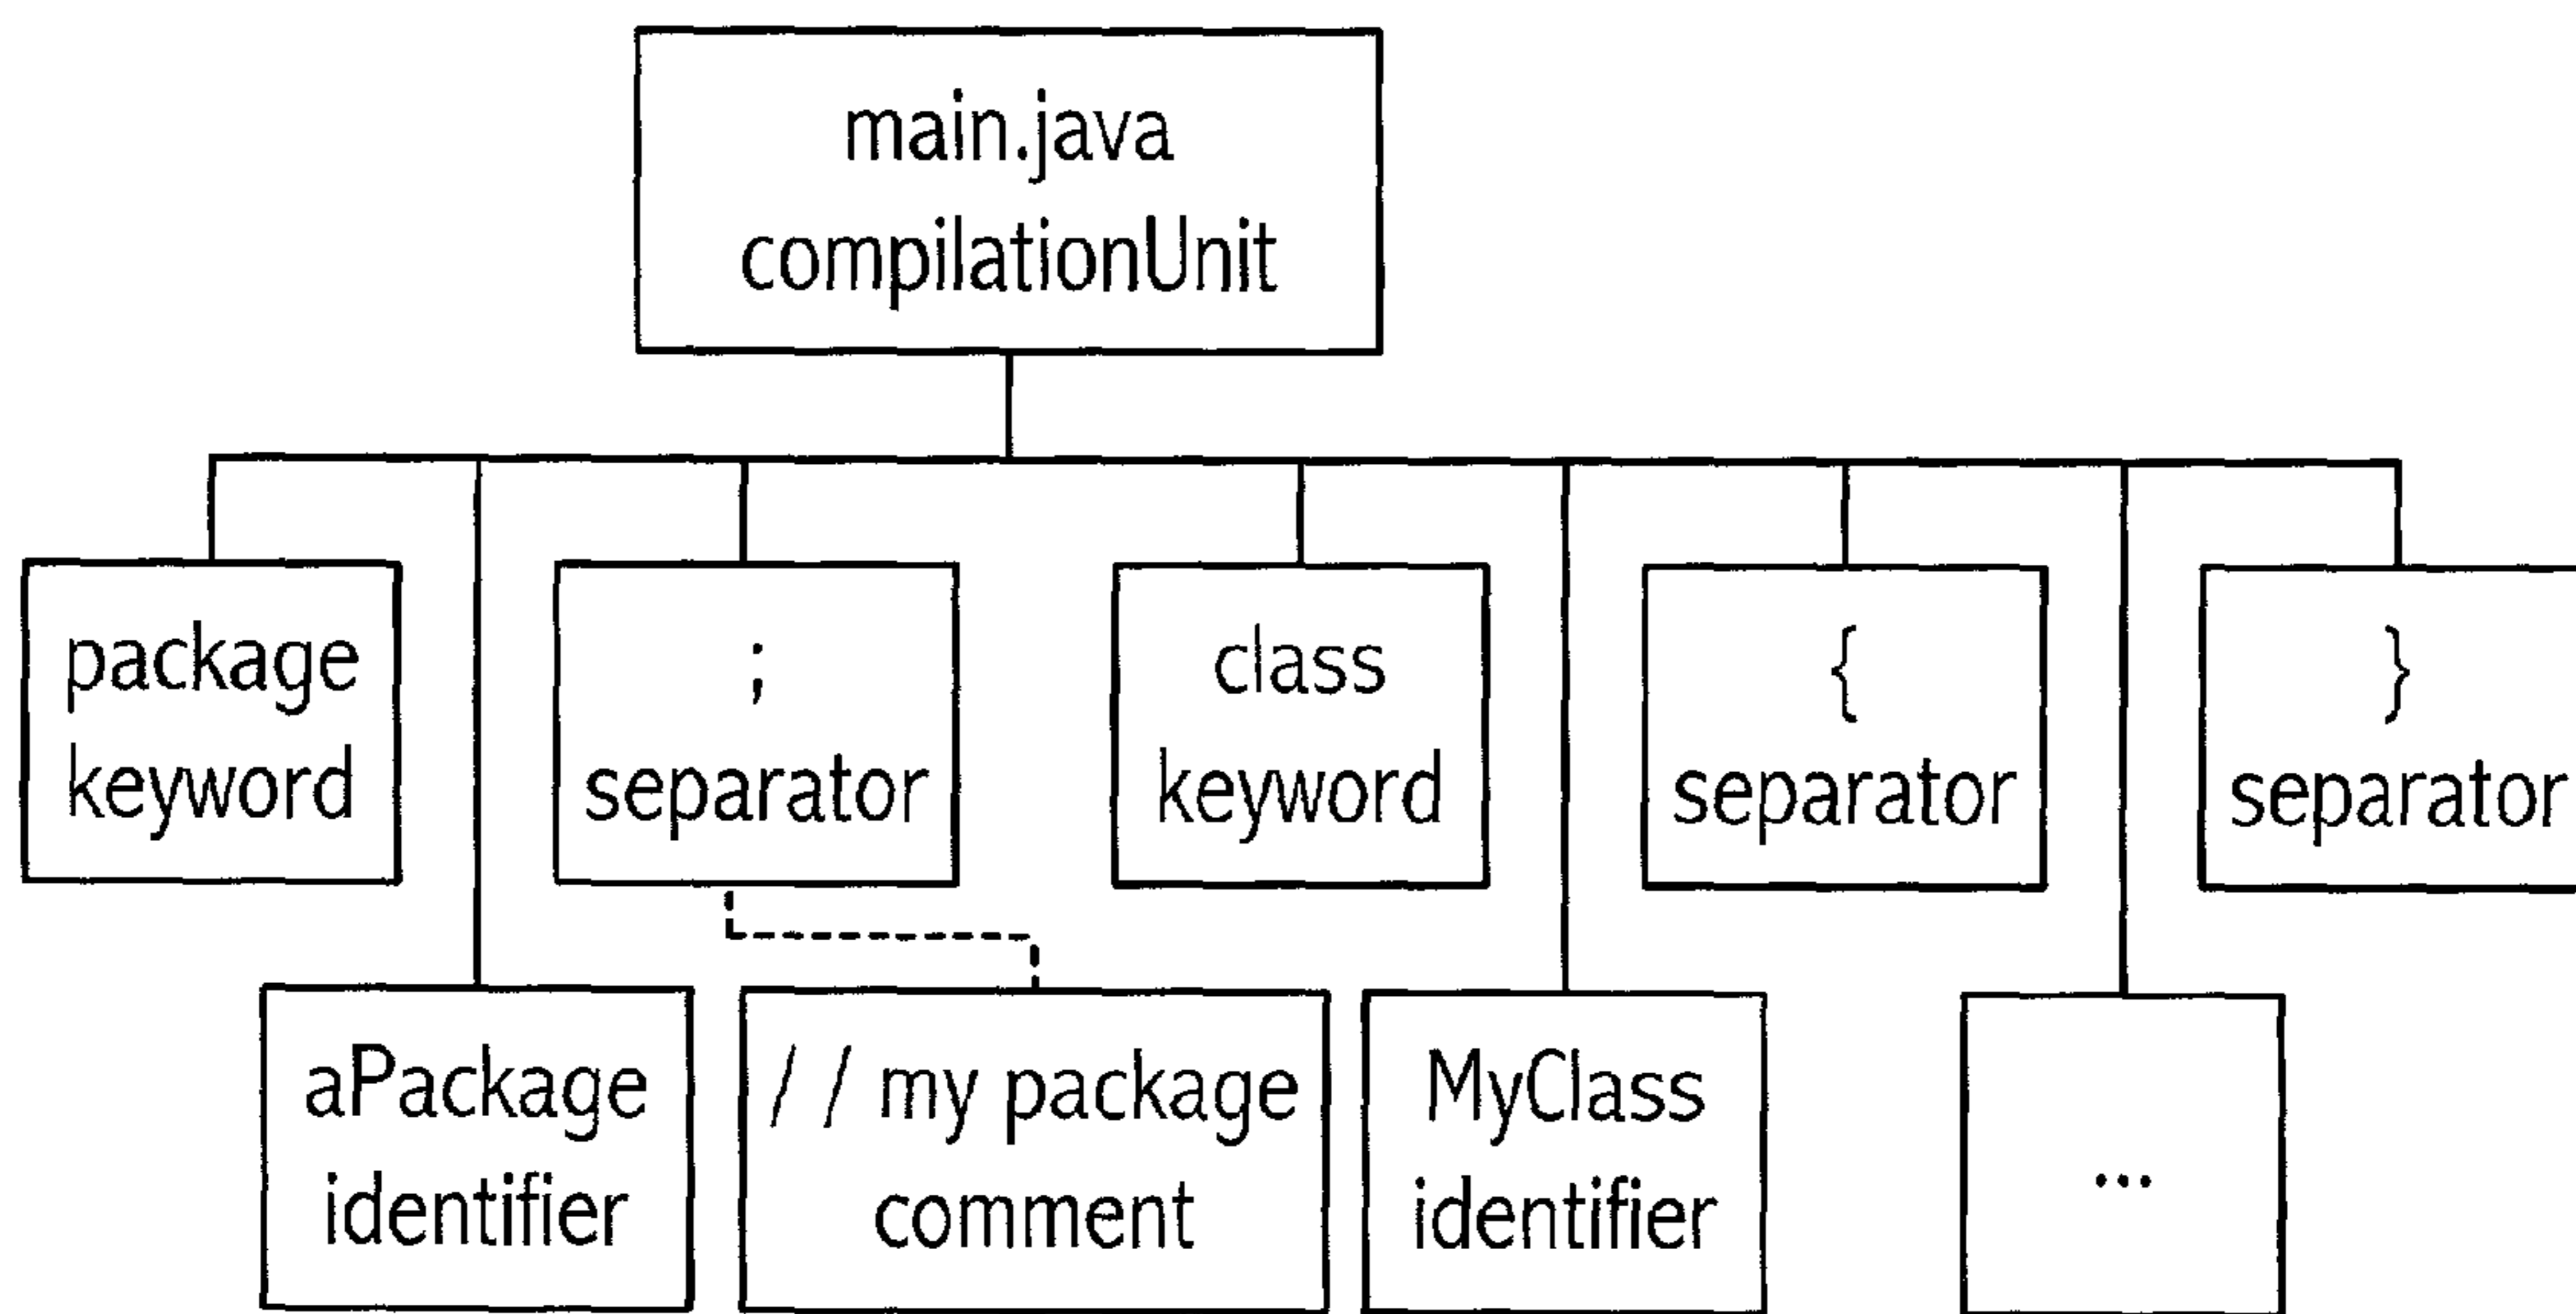 main.java
compilationUnit
package
keyword
;
separator
class
keyword
{
separator
}
separator
aPackage
identifier
/ / my package
comment
MyClass
identifier
...